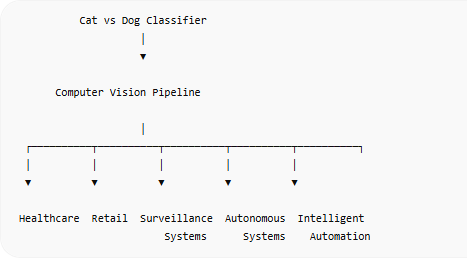 Cat vs Dog Classifier
Computer Vision Pipeline
Healthcare Retail Surveillance Autonomous Intelligent
Systems Systems Automation